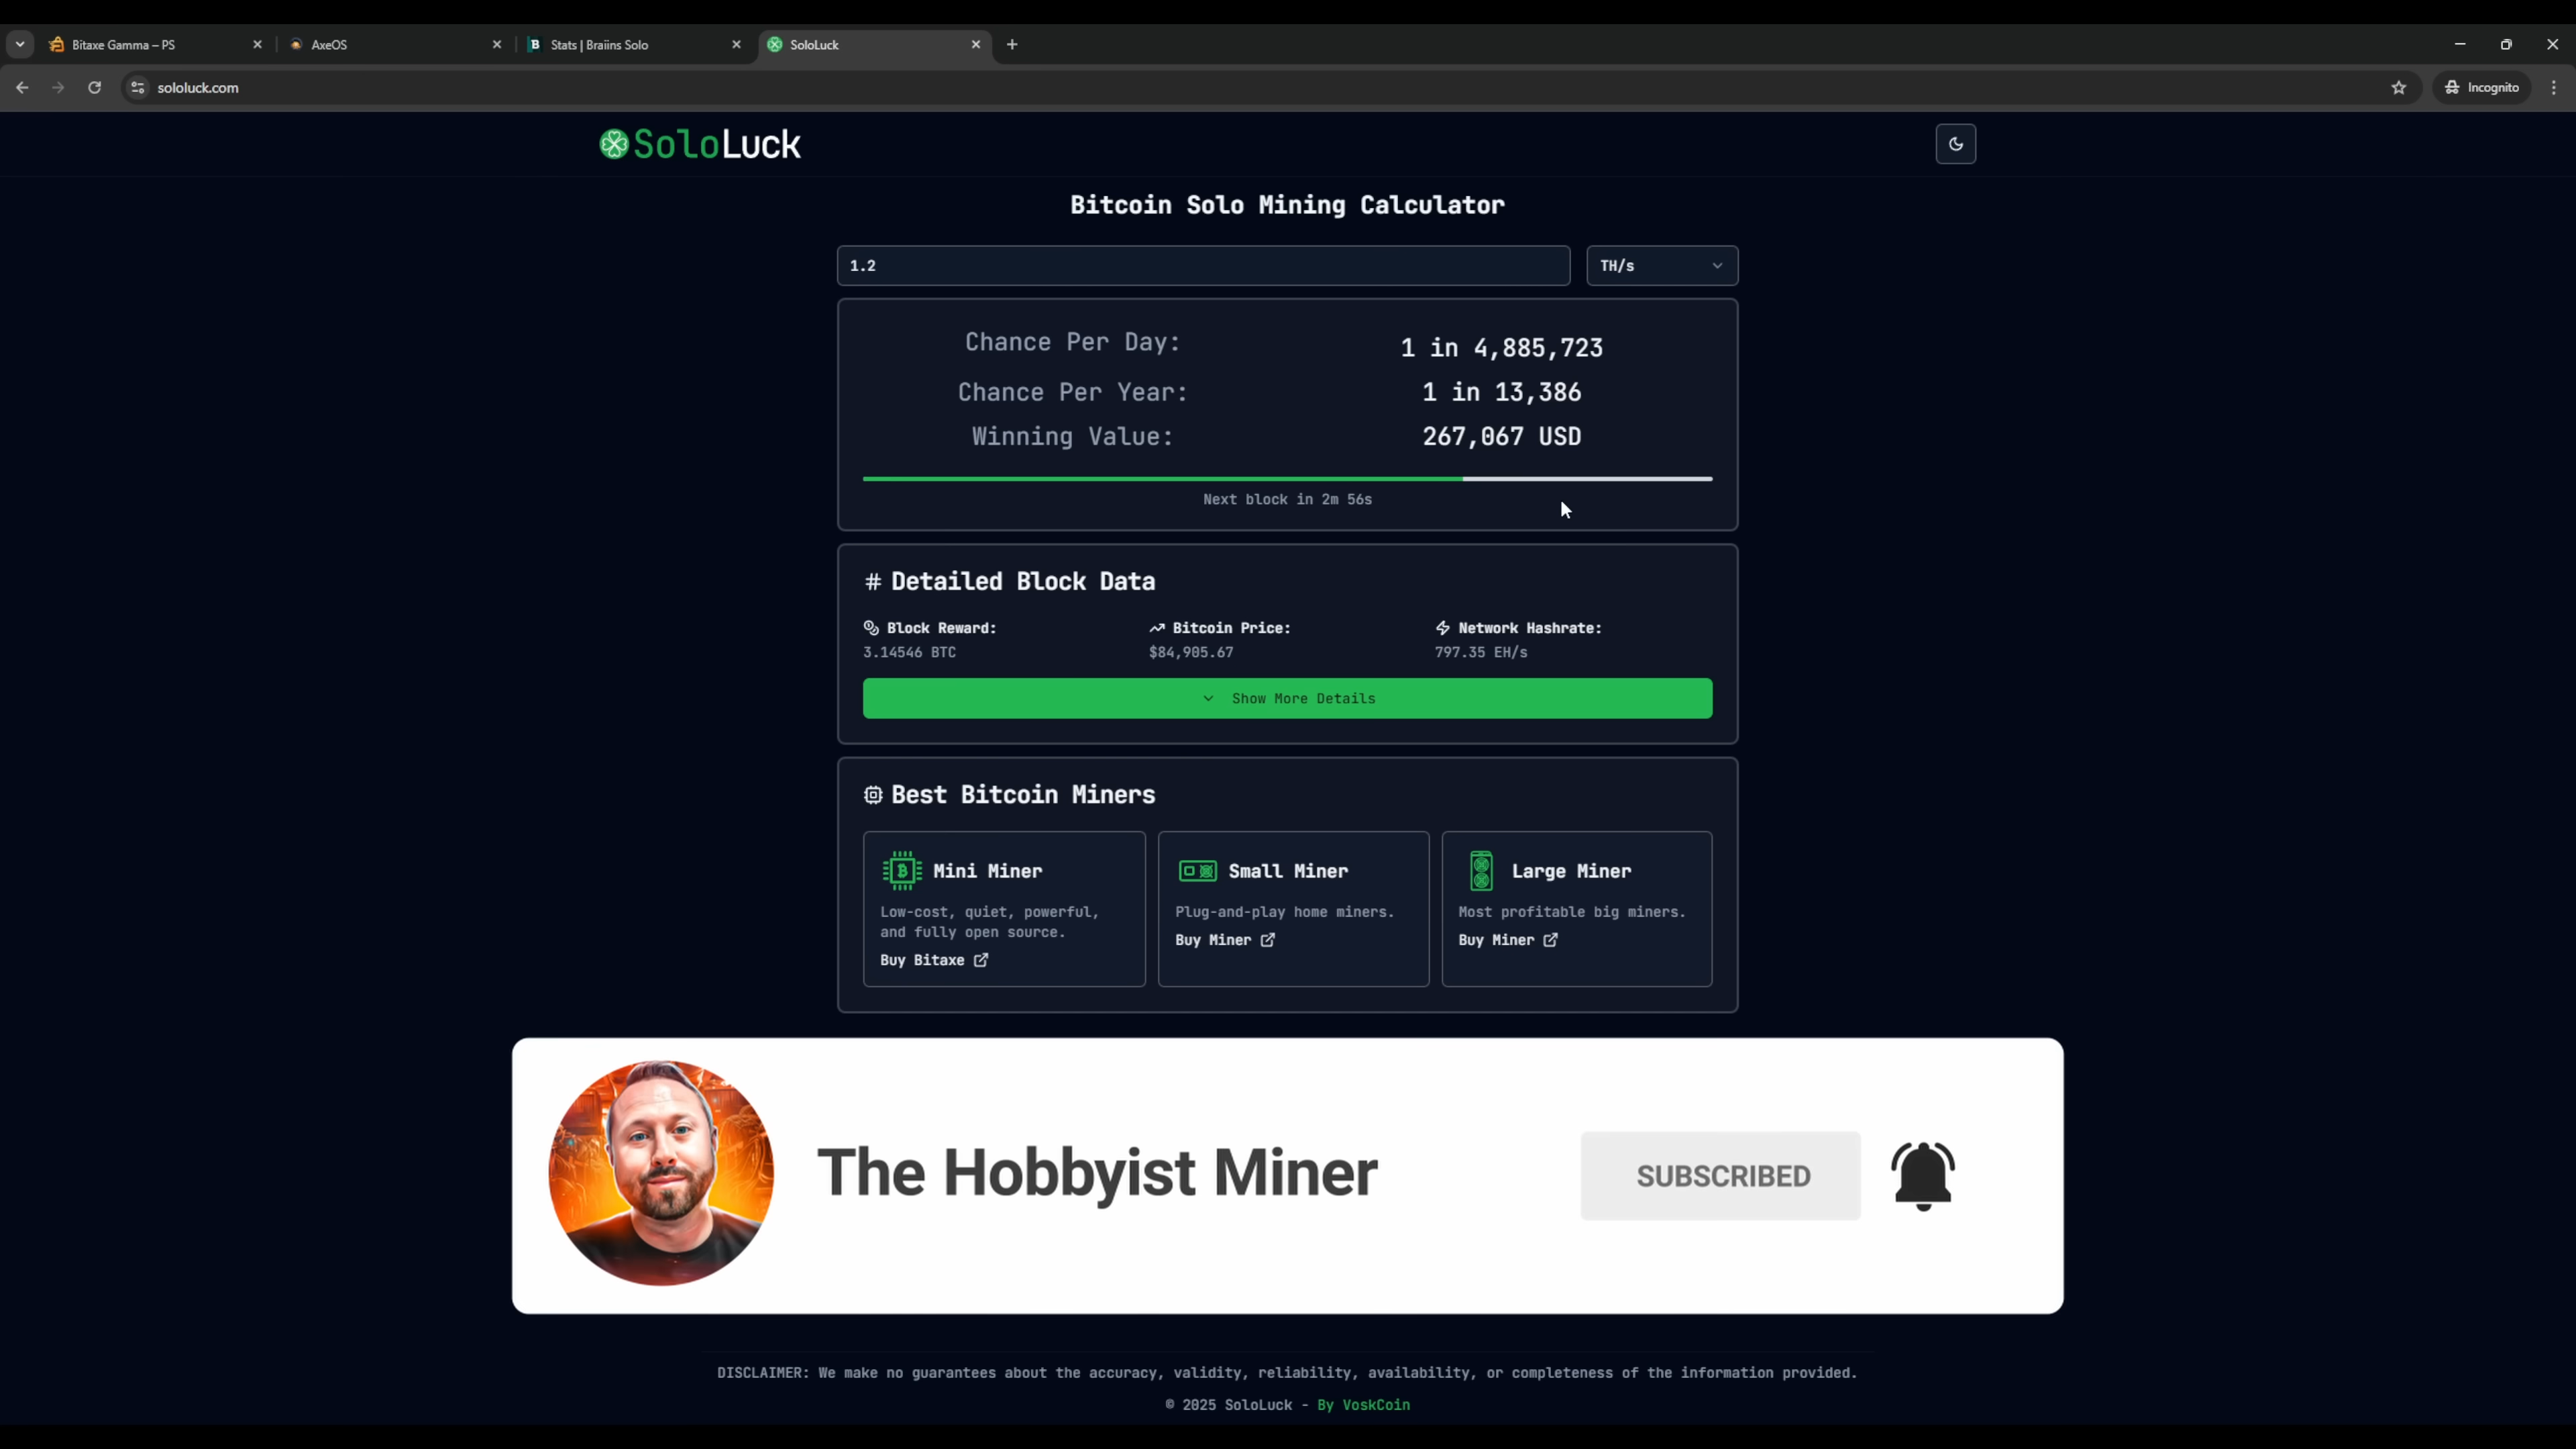 Bitaxe Gamma – PS
AxeOS
Stats | Braiins Solo
SoloLuck
sololuck.com
Incognito
SoloLuck
Bitcoin Solo Mining Calculator
1.2
TH/s
Chance Per Day: 1 in 4,885,723
Chance Per Year: 1 in 13,386
Winning Value: 267,067 USD
Next block in 2m 56s
# Detailed Block Data
Block Reward:
3.14546 BTC
Bitcoin Price:
$84,905.67
Network Hashrate:
797.35 EH/s
Show More Details
Best Bitcoin Miners
Mini Miner
Low-cost, quiet, powerful,
and fully open source.
Buy Bitaxe
Small Miner
Plug-and-play home miners.
Buy Miner
Large Miner
Most profitable big miners.
Buy Miner
The Hobbyist Miner
SUBSCRIBED
DISCLAIMER: We make no guarantees about the accuracy, validity, reliability, availability, or completeness of the information provided.
© 2025 SoloLuck - By VoskCoin